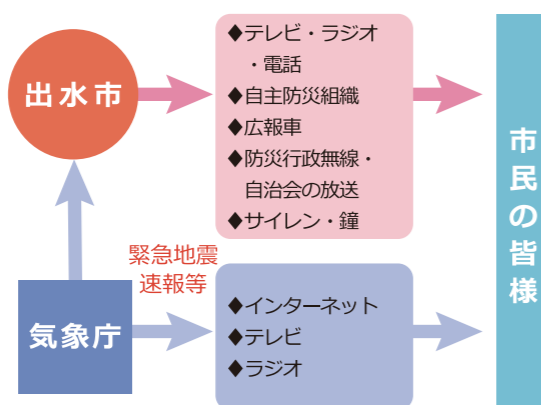 出水市
◆テレビ・ラジオ
・電話
◆自主防災組織
◆広報車
◆防災行政無線・
自治会の放送
◆サイレン・鐘
市民の皆様
緊急地震
速報等
気象庁
◆インターネット
◆テレビ
◆ラジオ